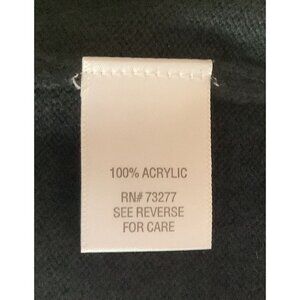 100% ACRYLIC
RN# 73277
SEE REVERSE
FOR CARE